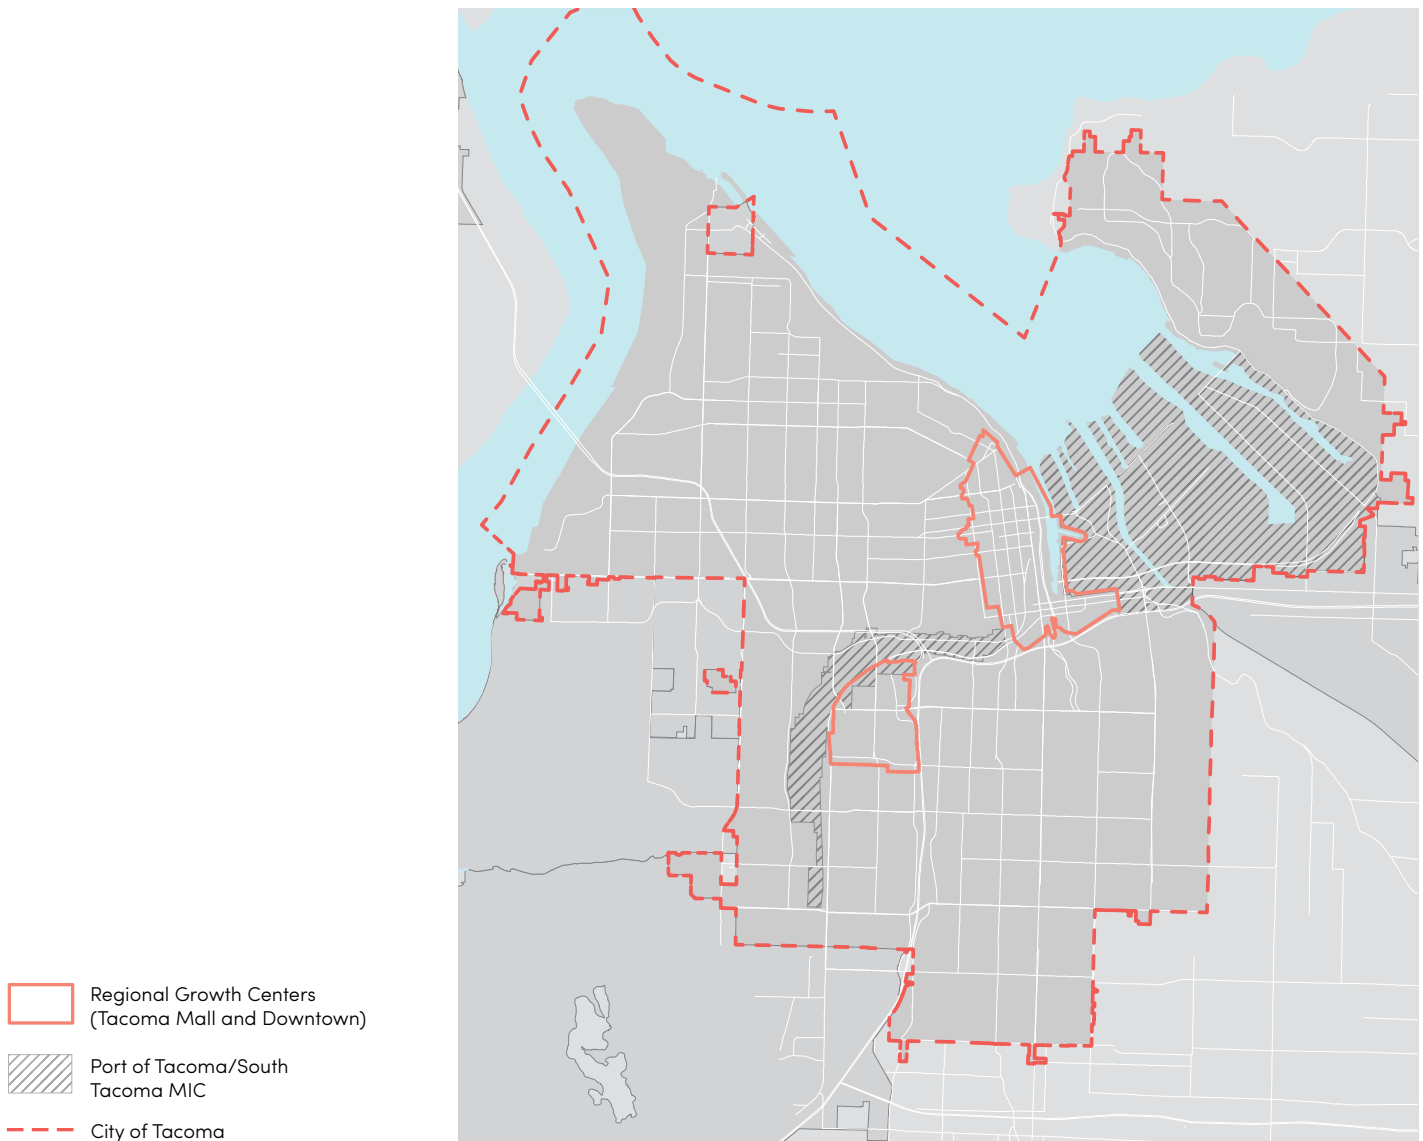 Regional Growth Centers
(Tacoma Mall and Downtown)
Port of Tacoma/South
Tacoma MIC
City of Tacoma